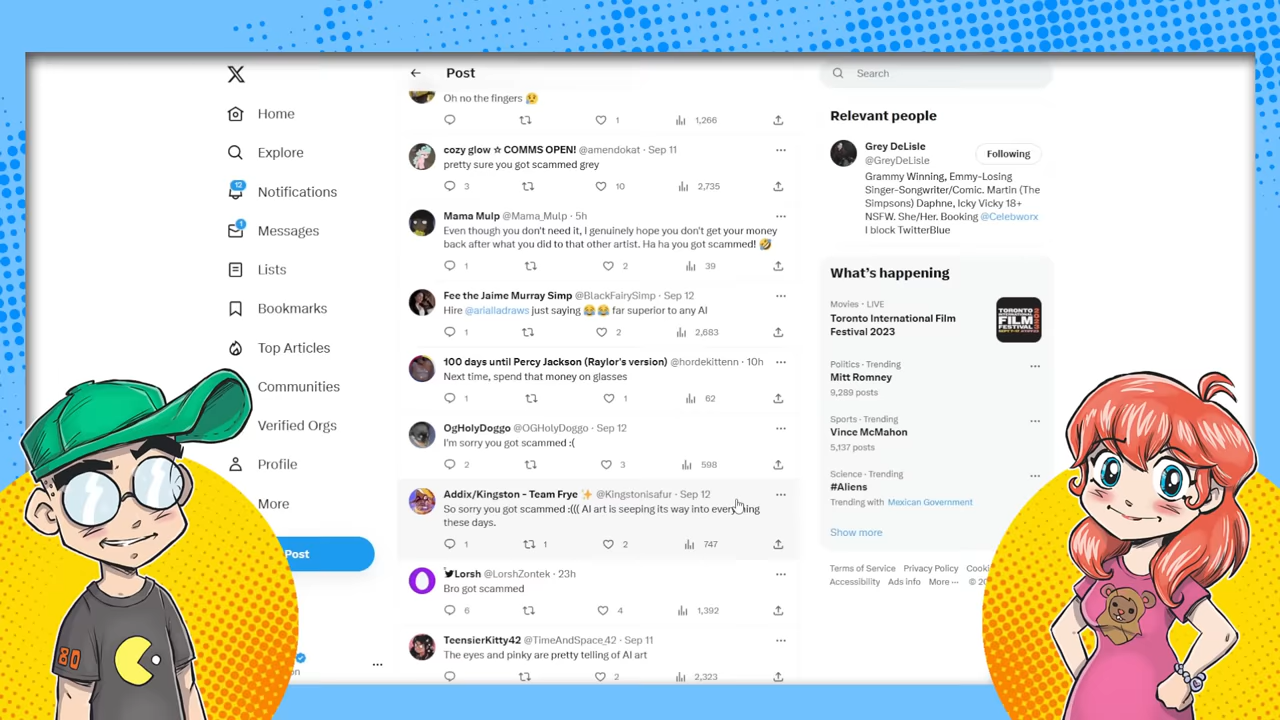 Home
Explore
12
Notifications
1
Messages
Lists
Bookmarks
Top Articles
Communities
Verified Orgs
Profile
More
Post
Post
Oh no the fingers 😥
1
1,266
cozy glow ☆ COMMS OPEN! @amendokat · Sep 11
pretty sure you got scammed grey
3
10
2,735
Mama Mulp @Mama_Mulp · 5h
Even though you don't need it, I genuinely hope you don't get your money
back after what you did to that other artist. Ha ha you got scammed! 🤣
1
2
39
Fee the Jaime Murray Simp @BlackFairySimp · Sep 12
Hire @arialladraws just saying 😂😂 far superior to any AI
1
2
2,683
100 days until Percy Jackson (Raylor's version) @hordekittenn · 10h
Next time, spend that money on glasses
1
1
62
OgHolyDoggo @OGHolyDoggo · Sep 12
I'm sorry you got scammed :(
2
3
598
Addix/Kingston - Team Frye ✨ @Kingstonisafur · Sep 12
So sorry you got scammed :((( AI art is seeping its way into everything
these days.
1
1
2
747
Lorsh @LorshZontek · 23h
Bro got scammed
6
4
1,392
TeensierKitty42 @TimeAndSpace_42 · Sep 11
The eyes and pinky are pretty telling of AI art
2
2,323
Search
Relevant people
Grey DeLisle
@GreyDeLisle
Following
Grammy Winning, Emmy-Losing
Singer-Songwriter/Comic. Martin (The
Simpsons) Daphne, Icky Vicky 18+
NSFW. She/Her. Booking @Celebworx
I block TwitterBlue
What's happening
Movies · LIVE
Toronto International Film
Festival 2023
TORONTO
INTERNATIONAL
FILM
FESTIVAL
Politics · Trending
Mitt Romney
9,289 posts
Sports · Trending
Vince McMahon
5,137 posts
Science · Trending
#Aliens
Trending with Mexican Government
Show more
Terms of Service Privacy Policy Cooki
Accessibility Ads info More ··· © 20
80